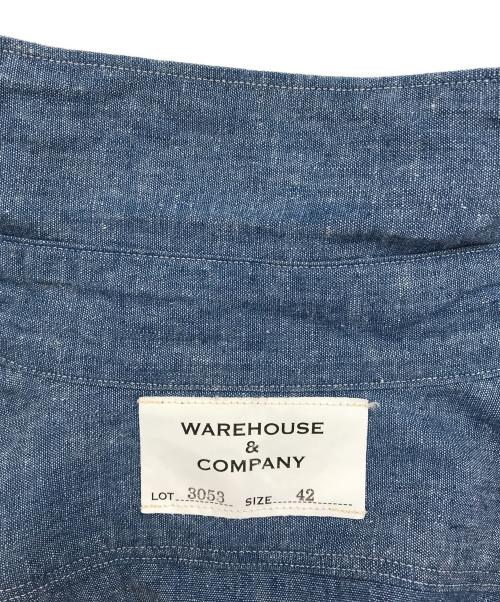 WAREHOUSE
&
COMPANY
LOT 3053 SIZE 42